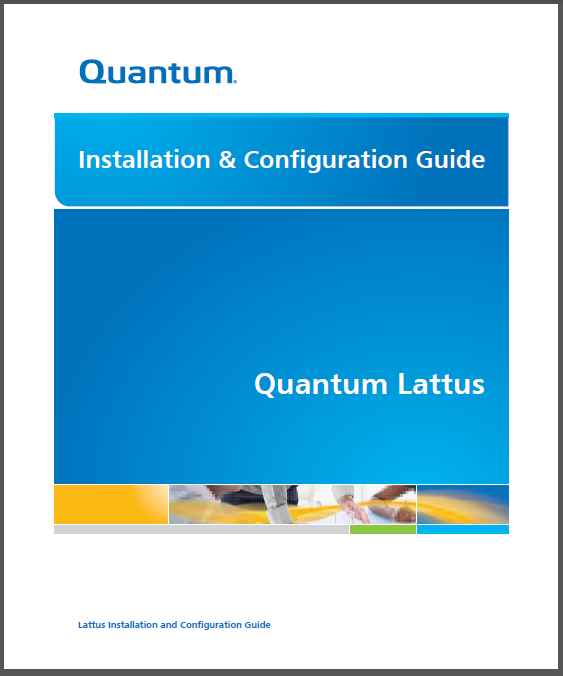 Quantum.
Installation & Configuration Guide
Quantum Lattus
Lattus Installation and Configuration Guide